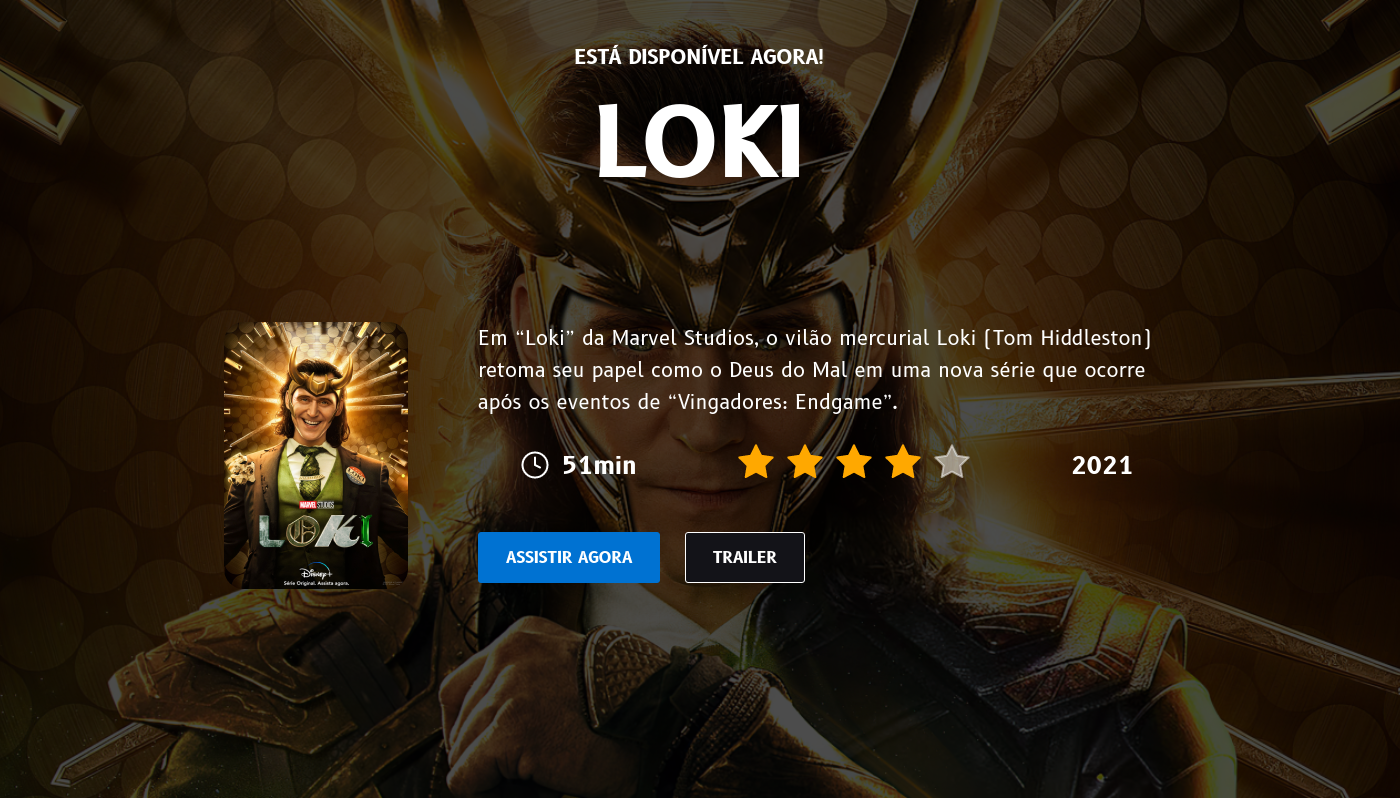 ESTÁ DISPONÍVEL AGORA!
LOKI
Em “Loki” da Marvel Studios, o vilão mercurial Loki (Tom Hiddleston)
retoma seu papel como o Deus do Mal em uma nova série que ocorre
após os eventos de “Vingadores: Endgame”.
51min
2021
ASSISTIR AGORA
TRAILER
MARVEL STUDIOS
LOKI
Disney+
Série Original. Assista agora.